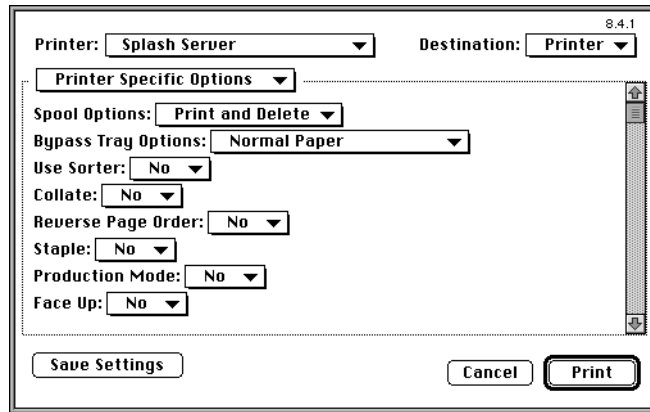 8.4.1
Printer: Splash Server Destination: Printer
Printer Specific Options
Spool Options: Print and Delete
Bypass Tray Options: Normal Paper
Use Sorter: No
Collate: No
Reverse Page Order: No
Staple: No
Production Mode: No
Face Up: No
Save Settings Cancel Print